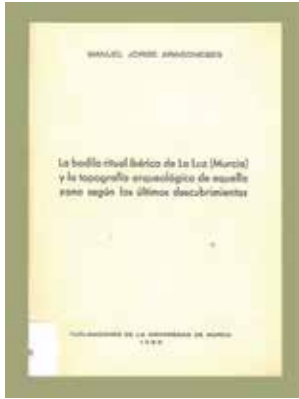 MANUEL JORGE ARAGONESES
La badila ritual ibérica de La Luz (Murcia)
y la topografía arqueológica de aquella
zona según los últimos descubrimientos
PUBLICACIONES DE LA UNIVERSIDAD DE MURCIA